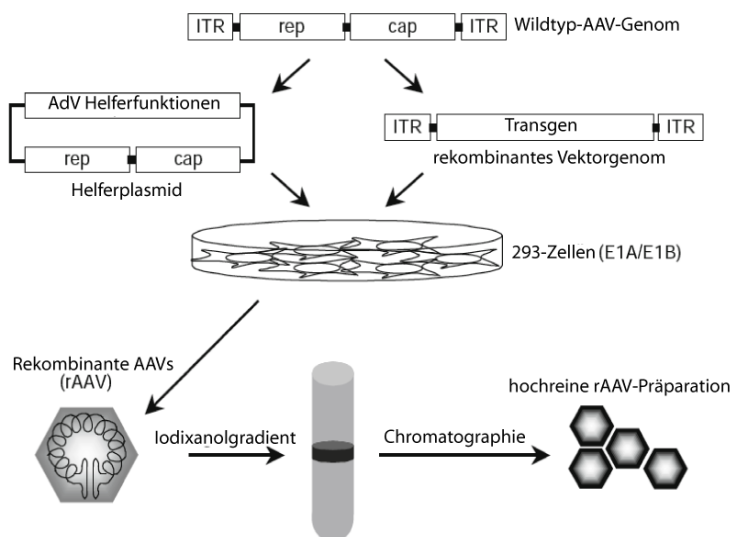 ITR rep cap ITR Wildtyp-AAV-Genom
AdV Helferfunktionen
rep cap
Helferplasmid
ITR Transgen ITR
rekombinantes Vektorgenom
293-Zellen (E1A/E1B)
Rekombinante AAVs
(rAAV)
Iodixanolgradient
Chromatographie
hochreine rAAV-Präparation